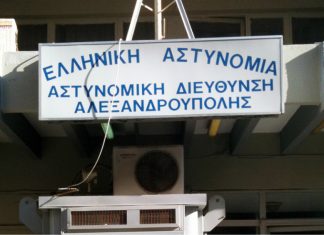 ΕΛΛΗΝΙΚΗ ΑΣΤΥΝΟΜΙΑ
ΑΣΤΥΝΟΜΙΚΗ ΔΙΕΥΘΥΝΣΗ
ΑΛΕΞΑΝΔΡΟΥΠΟΛΗΣ